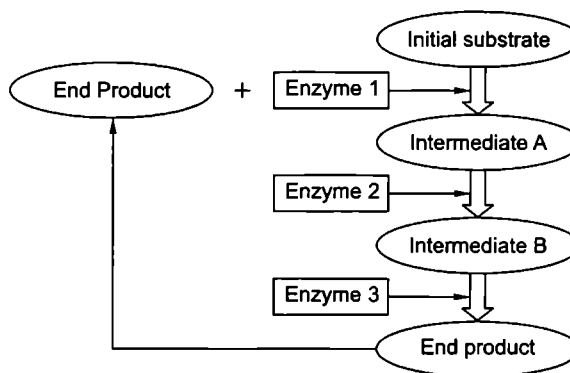 Initial substrate
End Product + Enzyme 1
Intermediate A
Enzyme 2
Intermediate B
Enzyme 3
End product